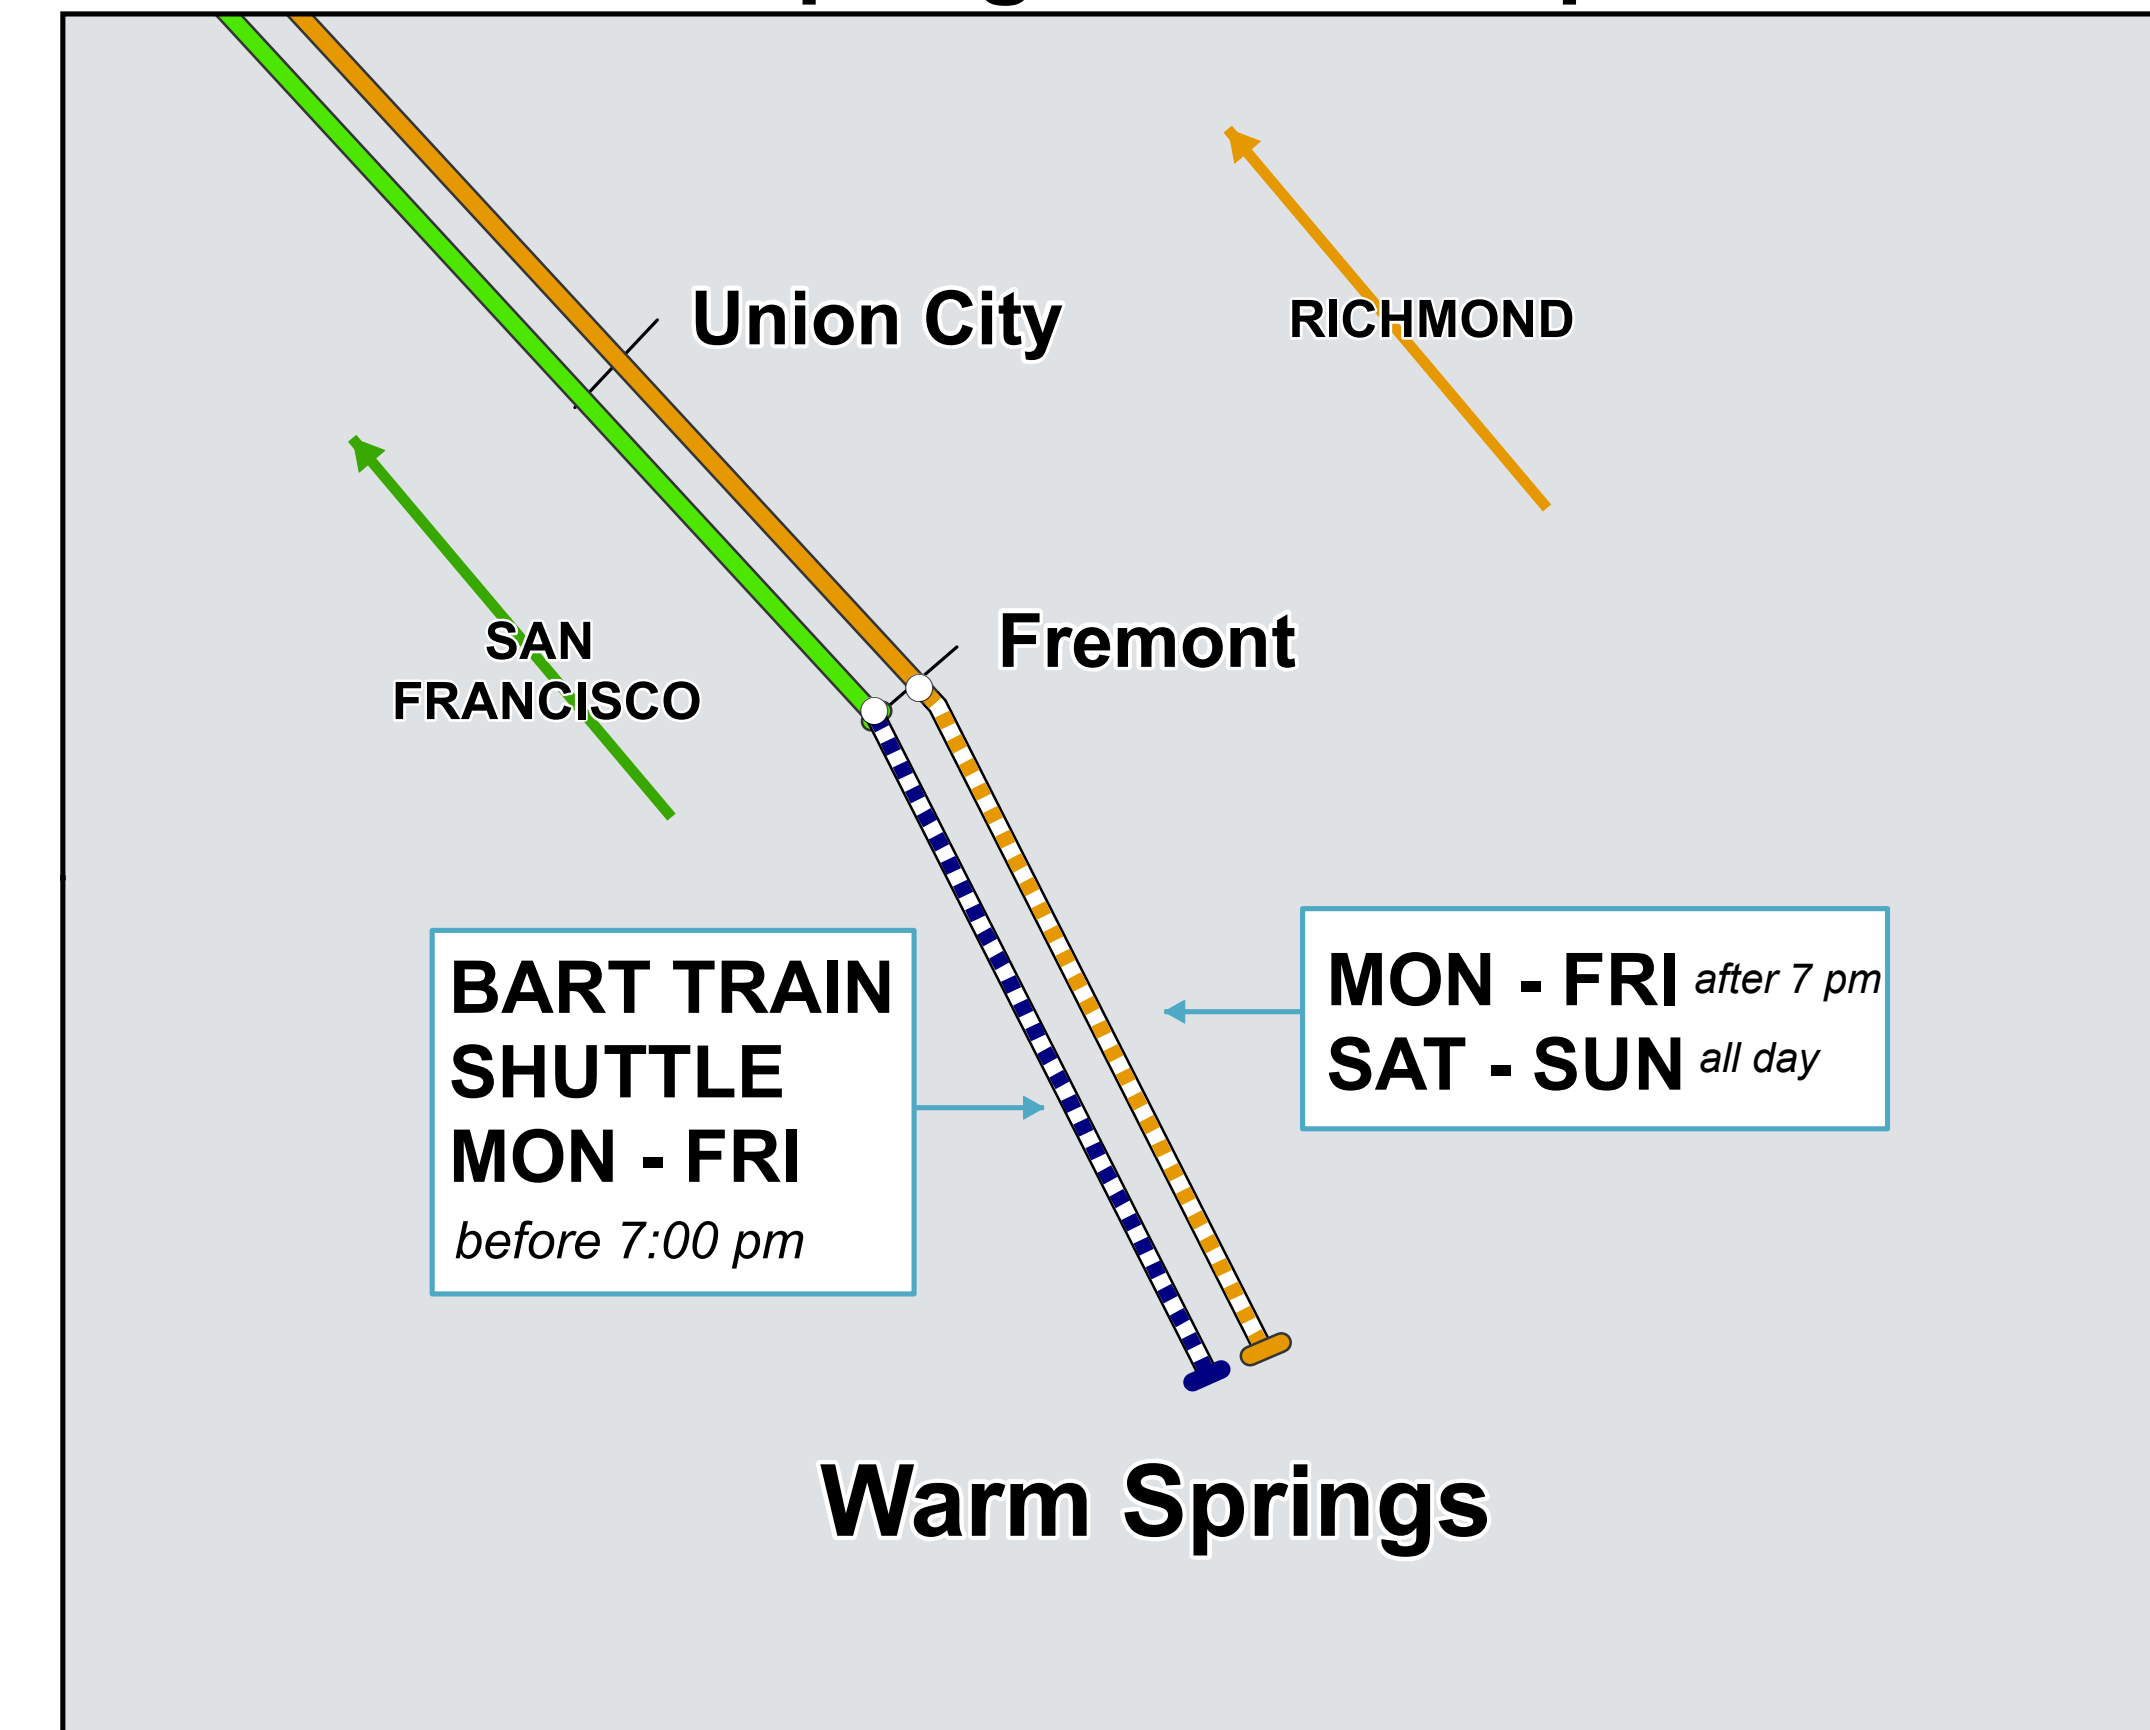 Union City
RICHMOND
SAN
FRANCISCO
Fremont
BART TRAIN
SHUTTLE
MON - FRI
before 7:00 pm
MON - FRI after 7 pm
SAT - SUN all day
Warm Springs